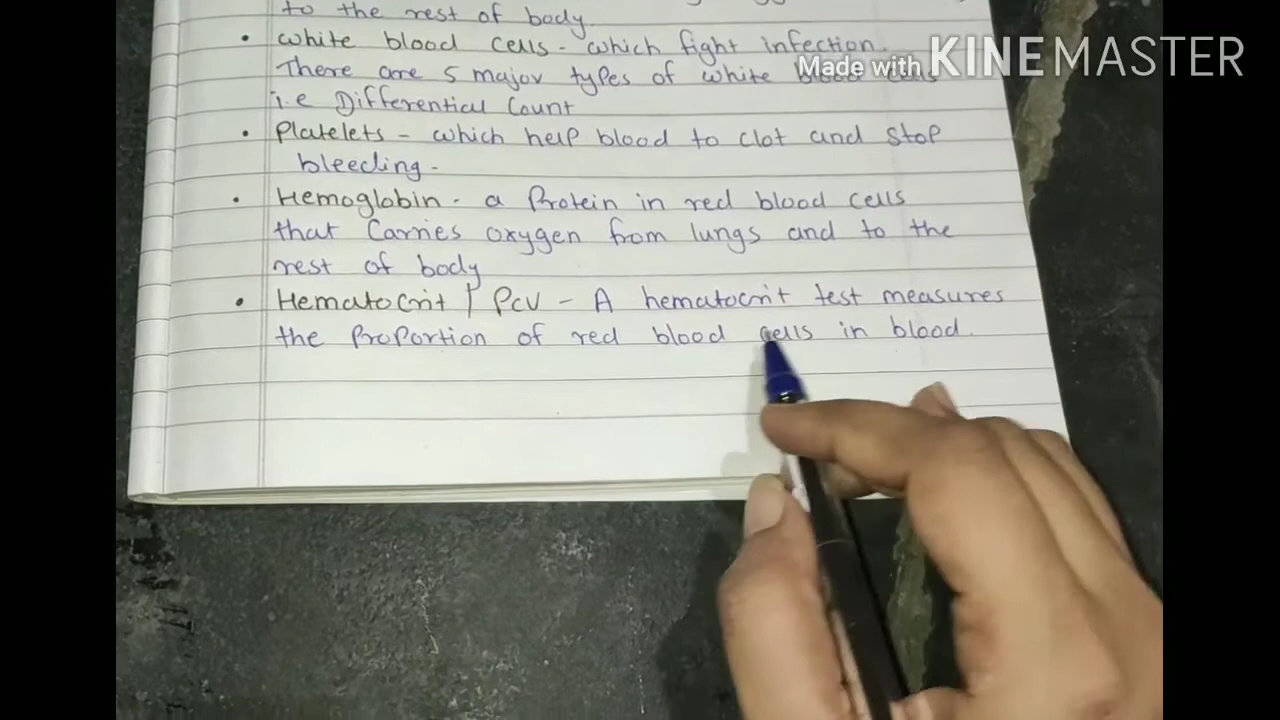 to the rest of body.
• White blood cells - which fight infection.
There are 5 major types of white blood cells
i.e Differential Count
• Platelets - which help blood to clot and stop
bleeding -
• Hemoglobin - a Protein in red blood cells
that Carries oxygen from lungs and to the
rest of body
• Hematocrit | PCV - A hematocrit test measures
the Proportion of red blood cells in blood.
Made with KINEMASTER